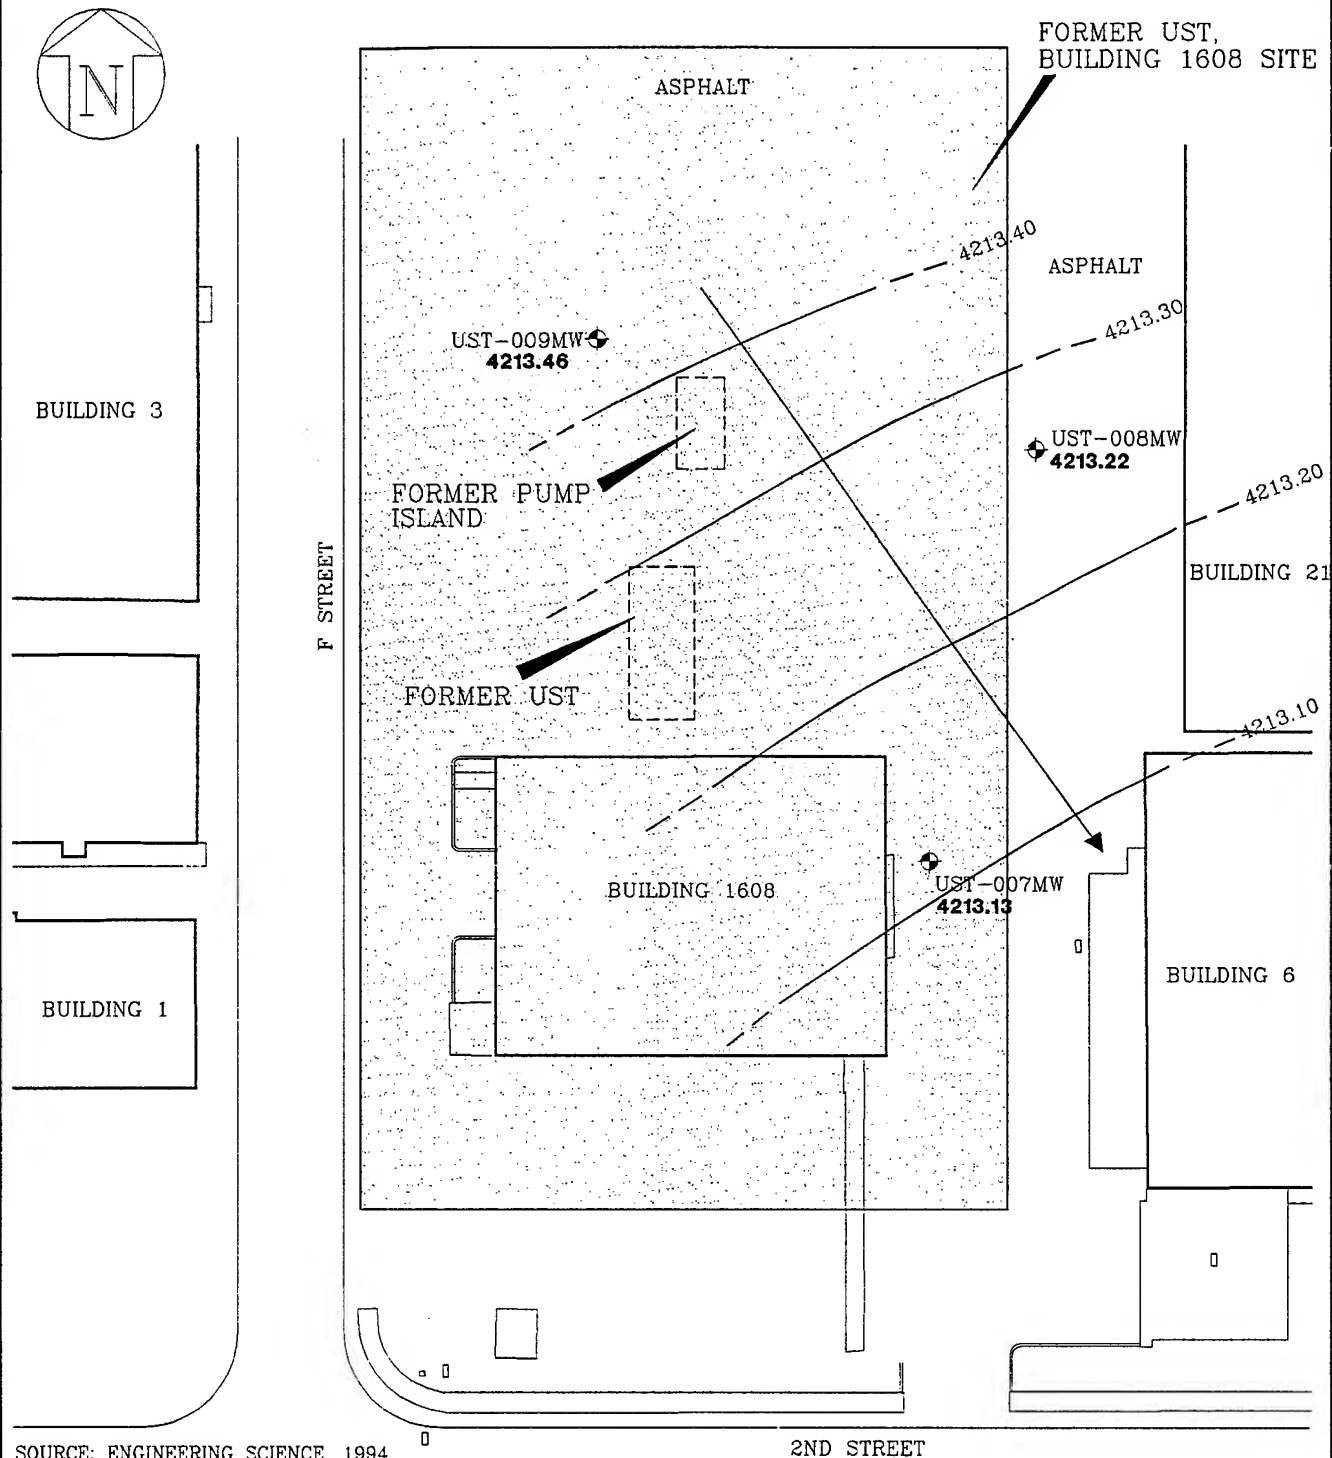 N
FORMER UST,
BUILDING 1608 SITE
ASPHALT
4213.40
ASPHALT
4213.30
UST-009MW
4213.46
BUILDING 3
UST-008MW
4213.22
FORMER PUMP
ISLAND
4213.20
F STREET
BUILDING 21
FORMER UST
4213.10
BUILDING 1608
UST-007MW
4213.13
BUILDING 6
BUILDING 1
2ND STREET
SOURCE: ENGINEERING SCIENCE 1994